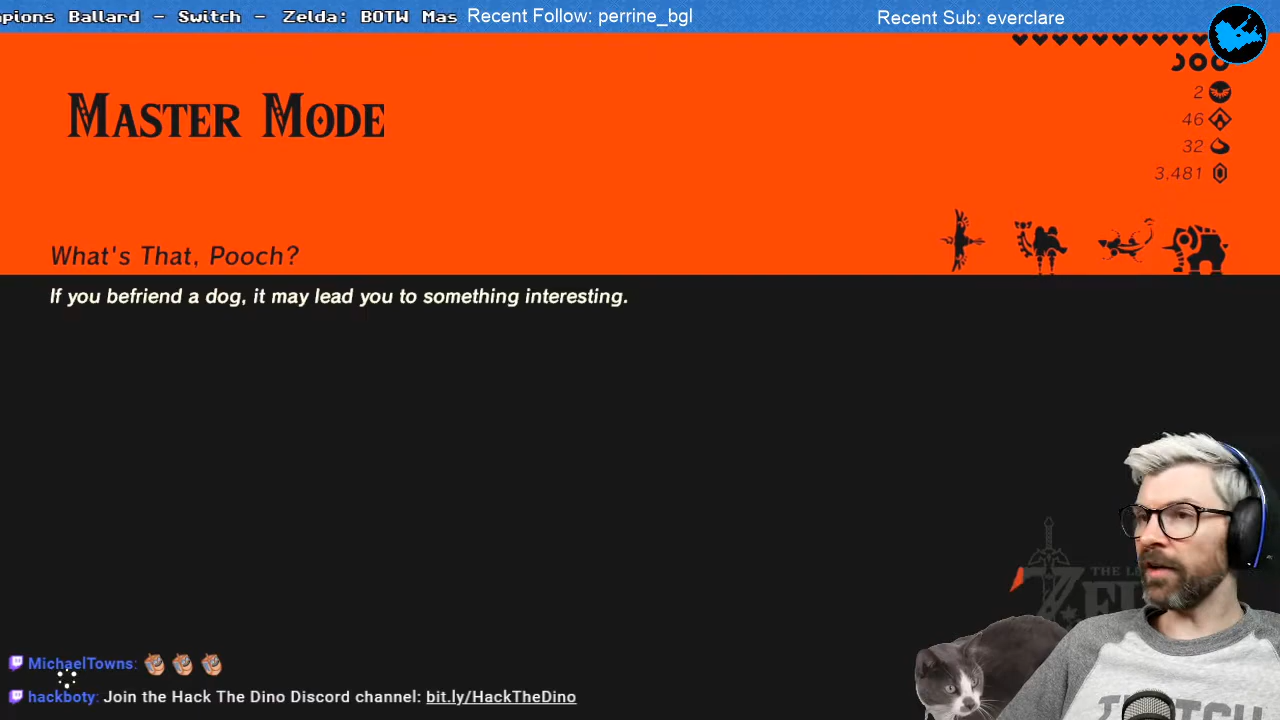 pions Ballard - Switch - Zelda: BOTW Mas
Recent Follow: perrine_bgl
Recent Sub: everclare
MASTER MODE
2
46
32
3,481
What's That, Pooch?
If you befriend a dog, it may lead you to something interesting.
THE L
ZEL
MichaelTowns:
hackboty: Join the Hack The Dino Discord channel: bit.ly/HackTheDino